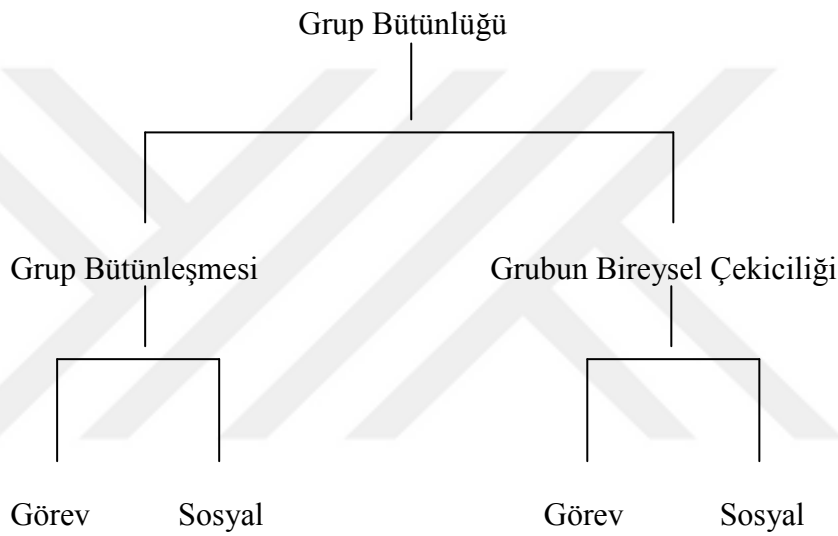 Grup Bütünlüğü
Grup Bütünleşmesi Grubun Bireysel Çekiciliği
Görev Sosyal Görev Sosyal